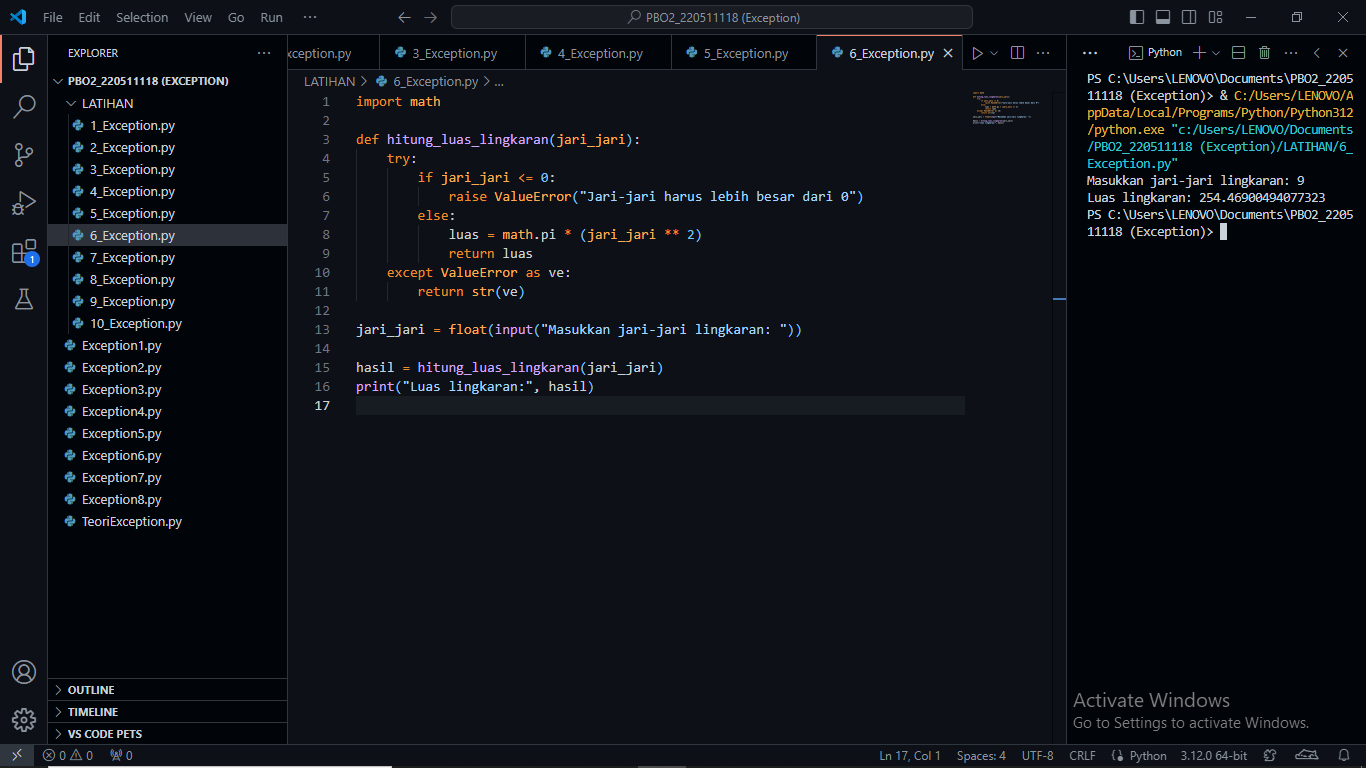 File Edit Selection View Go Run ···
PBO2_220511118 (Exception)
EXPLORER ···
PBO2_220511118 (EXCEPTION)
LATIHAN
1_Exception.py
2_Exception.py
3_Exception.py
4_Exception.py
5_Exception.py
6_Exception.py
7_Exception.py
8_Exception.py
9_Exception.py
10_Exception.py
Exception1.py
Exception2.py
Exception3.py
Exception4.py
Exception5.py
Exception6.py
Exception7.py
Exception8.py
TeoriException.py
OUTLINE
TIMELINE
VS CODE PETS
1
xception.py 3_Exception.py 4_Exception.py 5_Exception.py 6_Exception.py
LATIHAN > 6_Exception.py > ...
1 import math
2
3 def hitung_luas_lingkaran(jari_jari):
4 try:
5 if jari_jari <= 0:
6 raise ValueError("Jari-jari harus lebih besar dari 0")
7 else:
8 luas = math.pi * (jari_jari ** 2)
9 return luas
10 except ValueError as ve:
11 return str(ve)
12
13 jari_jari = float(input("Masukkan jari-jari lingkaran: "))
14
15 hasil = hitung_luas_lingkaran(jari_jari)
16 print("Luas lingkaran:", hasil)
17
Python
PS C:\Users\LENOVO\Documents\PBO2_2205
11118 (Exception)> & C:/Users/LENOVO/A
ppData/Local/Programs/Python/Python312
/python.exe "c:/Users/LENOVO/Documents
/PBO2_220511118 (Exception)/LATIHAN/6_
Exception.py"
Masukkan jari-jari lingkaran: 9
Luas lingkaran: 254.46900494077323
PS C:\Users\LENOVO\Documents\PBO2_2205
11118 (Exception)>
Activate Windows
Go to Settings to activate Windows.
0 0 0 Ln 17, Col 1 Spaces: 4 UTF-8 CRLF Python 3.12.0 64-bit